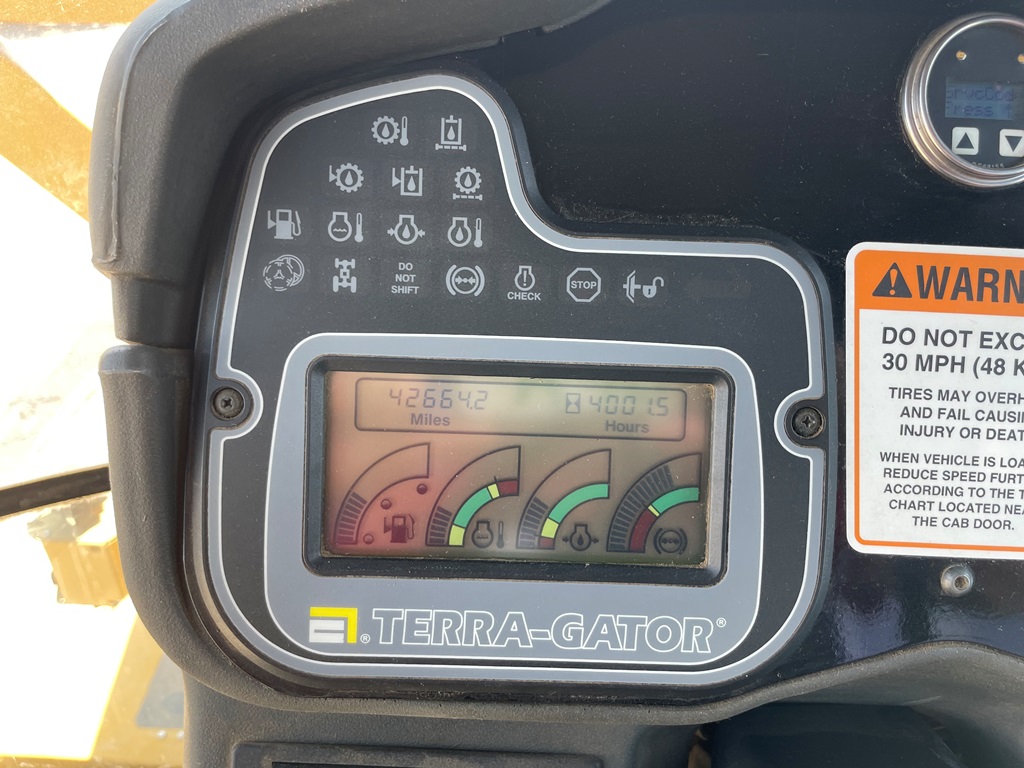 DO
NOT
SHIFT
CHECK
STOP
42664.2
Miles
4001.5
Hours
TERRA-GATOR®
Press
WARN
DO NOT EXC
30 MPH (48 K
TIRES MAY OVERH
AND FAIL CAUSI
INJURY OR DEAT
WHEN VEHICLE IS LOA
REDUCE SPEED FURT
ACCORDING TO THE T
CHART LOCATED NEA
THE CAB DOOR.